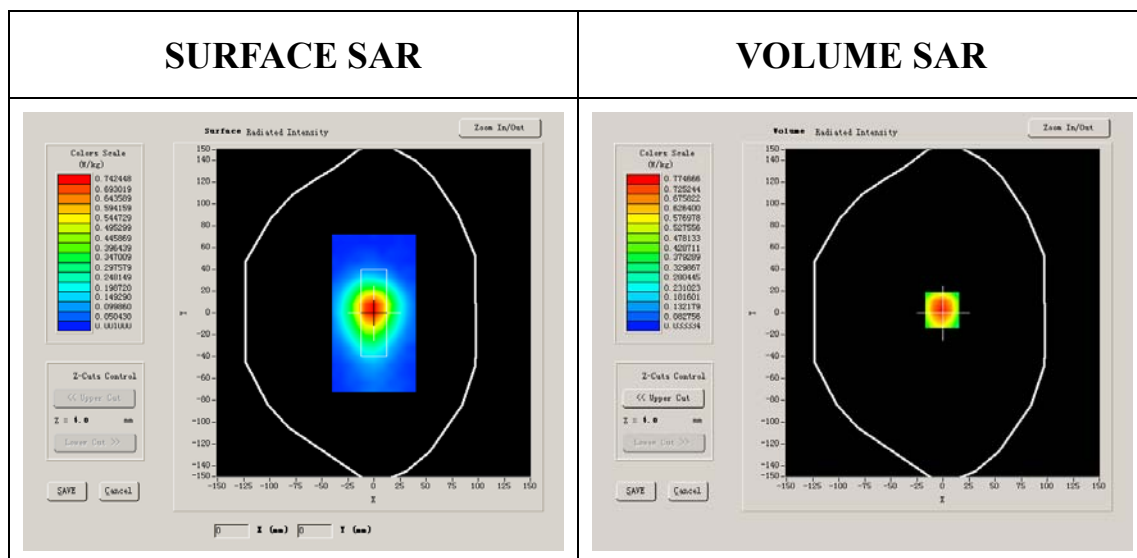 SURFACE SAR
Surface Radiated Intensity
Zoom In/Out
Colors Scale
(W/kg)
0.742448
0.693019
0.643589
0.594159
0.544729
0.495299
0.445869
0.396439
0.347009
0.297579
0.248149
0.198720
0.149290
0.099860
0.050430
0.001000
Z-Cuts Control
<< Upper Cut
Z = 4.0 mm
Lower Cut >>
SAVE Cancel
150
140
120
100
80
60
40
20
0
-20
-40
-60
-80
-100
-120
-140
-150
Y
-150 -125 -100 -75 -50 -25 0 25 50 75 100 125 150
X
0 X (mm) 0 Y (mm)
VOLUME SAR
Volume Radiated Intensity
Zoom In/Out
Colors Scale
(W/kg)
0.774666
0.725244
0.675822
0.626400
0.576978
0.527556
0.478133
0.428711
0.379289
0.329867
0.280445
0.231023
0.181601
0.132179
0.082756
0.033334
Z-Cuts Control
<< Upper Cut
Z = 4.0 mm
Lower Cut >>
SAVE Cancel
150
140
120
100
80
60
40
20
0
-20
-40
-60
-80
-100
-120
-140
-150
Y
-150 -125 -100 -75 -50 -25 0 25 50 75 100 125 150
X